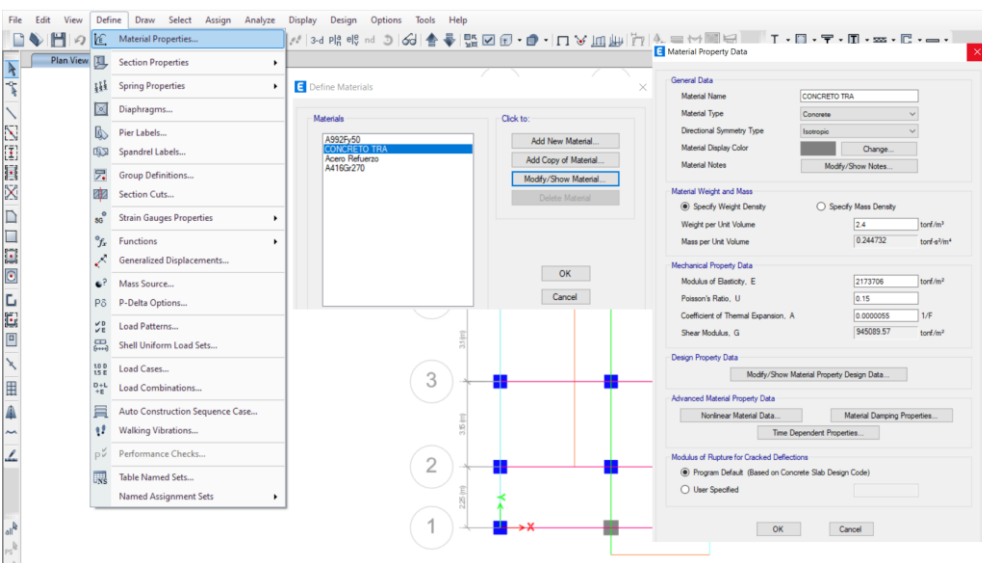 File Edit View Define Draw Select Assign Analyze Display Design Options Tools Help
3-d
nd
Plan View
Material Properties...
Section Properties
Spring Properties
Diaphragms...
Pier Labels...
Spandrel Labels...
Group Definitions...
Section Cuts...
Strain Gauges Properties
Functions
Generalized Displacements...
Mass Source...
P-Delta Options...
Load Patterns...
Shell Uniform Load Sets...
Load Cases...
Load Combinations...
Auto Construction Sequence Case...
Walking Vibrations...
Performance Checks...
Table Named Sets...
Named Assignment Sets
E Define Materials
Materials
A992Fy50
CONCRETO TRA
Acero Refuerzo
A416Gr270
Click to:
Add New Material...
Add Copy of Material...
Modify/Show Material...
Delete Material
OK
Cancel
3
3.15 (m)
2
2.25 (m)
1
Y
X
E Material Property Data
General Data
Material Name CONCRETO TRA
Material Type Concrete
Directional Symmetry Type Isotropic
Material Display Color Change...
Material Notes Modify/Show Notes...
Material Weight and Mass
Specify Weight Density Specify Mass Density
Weight per Unit Volume 2.4 tonf/m³
Mass per Unit Volume 0.244732 tonf-s²/m⁴
Mechanical Property Data
Modulus of Elasticity, E 2173706 tonf/m²
Poisson's Ratio, U 0.15
Coefficient of Thermal Expansion, A 0.0000055 1/F
Shear Modulus, G 945089.57 tonf/m²
Design Property Data
Modify/Show Material Property Design Data...
Advanced Material Property Data
Nonlinear Material Data... Material Damping Properties...
Time Dependent Properties...
Modulus of Rupture for Cracked Deflections
Program Default (Based on Concrete Slab Design Code)
User Specified
OK Cancel